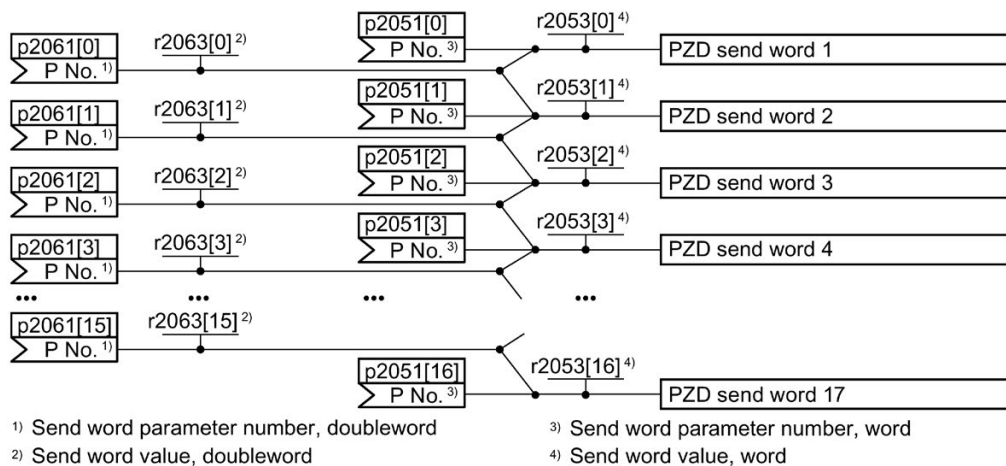 p2061[0] r2063[0]2) p2051[0] r2053[0]4)
P No.1) P No.3) PZD send word 1
p2061[1] r2063[1]2) p2051[1] r2053[1]4)
P No.1) P No.3) PZD send word 2
p2061[2] r2063[2]2) p2051[2] r2053[2]4)
P No.1) P No.3) PZD send word 3
p2061[3] r2063[3]2) p2051[3] r2053[3]4)
P No.1) P No.3) PZD send word 4
... ... ... ...
p2061[15] r2063[15]2)
P No.1)
p2051[16] r2053[16]4)
P No.3) PZD send word 17
1) Send word parameter number, doubleword
2) Send word value, doubleword
3) Send word parameter number, word
4) Send word value, word